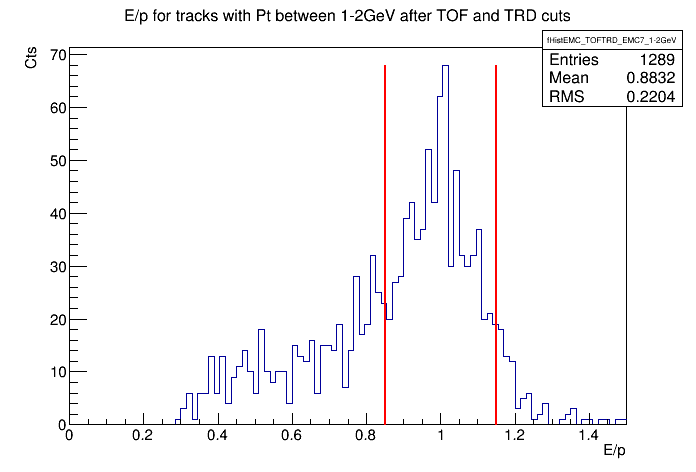 E/p for tracks with Pt between 1-2GeV after TOF and TRD cuts
fHistEMC_TOFTRD_EMC7_1-2GeV
Entries 1289
Mean 0.8832
RMS 0.2204
Cts
70
60
50
40
30
20
10
0
0 0.2 0.4 0.6 0.8 1 1.2 1.4
E/p